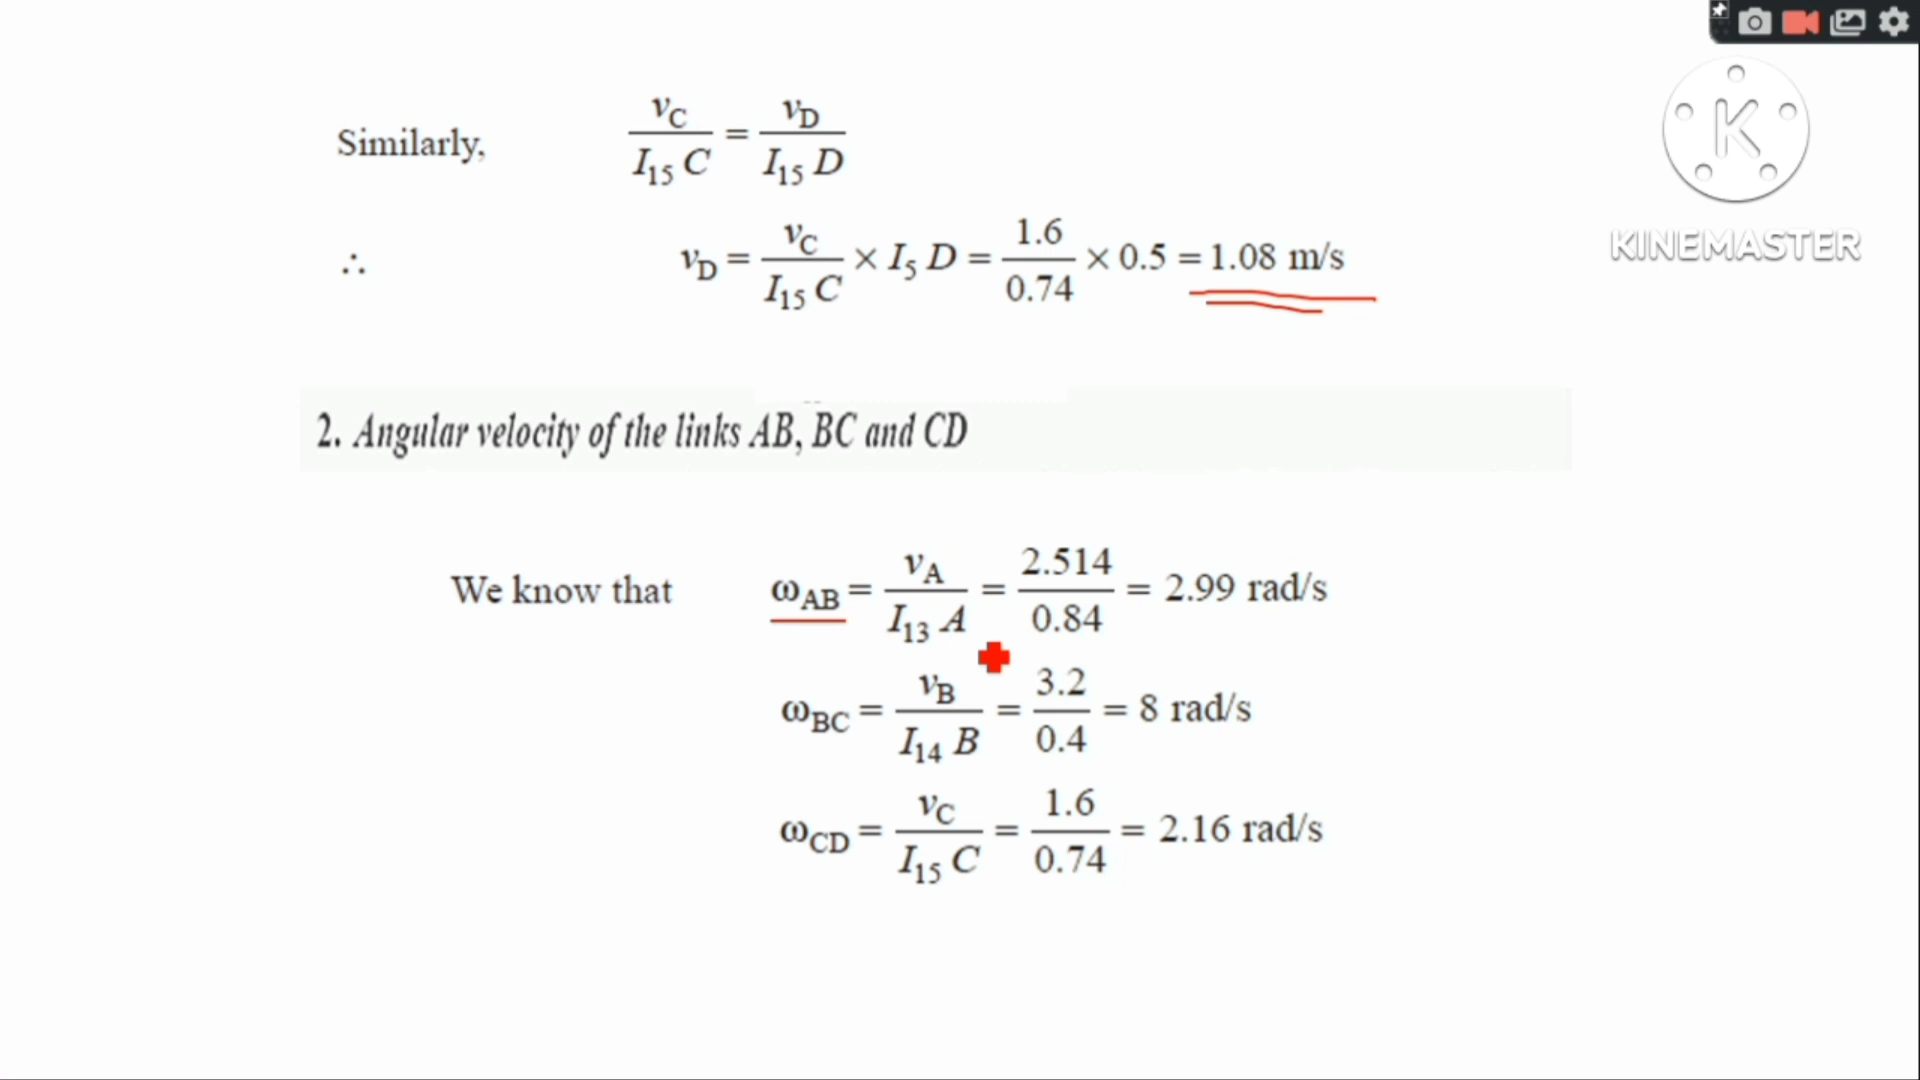 Similarly, v_C / I_15 C = v_D / I_15 D
∴ v_D = v_C / I_15 C × I_5 D = 1.6 / 0.74 × 0.5 = 1.08 m/s
KINEMASTER
2. Angular velocity of the links AB, BC and CD
We know that ω_AB = v_A / I_13 A = 2.514 / 0.84 = 2.99 rad/s
ω_BC = v_B / I_14 B = 3.2 / 0.4 = 8 rad/s
ω_CD = v_C / I_15 C = 1.6 / 0.74 = 2.16 rad/s